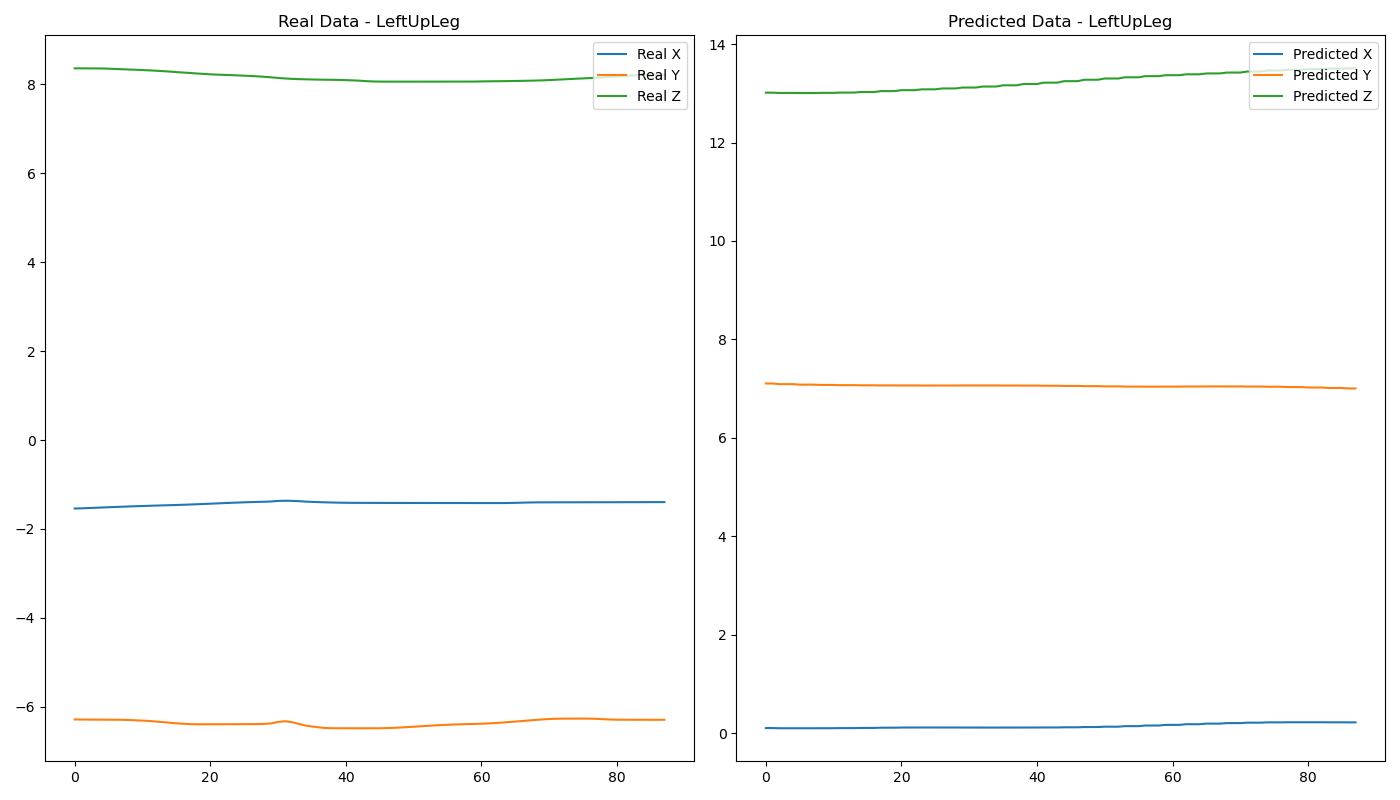 Real Data - LeftUpLeg
Real X
Real Y
Real Z
8
6
4
2
0
−2
−4
−6
0 20 40 60 80
Predicted Data - LeftUpLeg
Predicted X
Predicted Y
Predicted Z
14
12
10
8
6
4
2
0
0 20 40 60 80